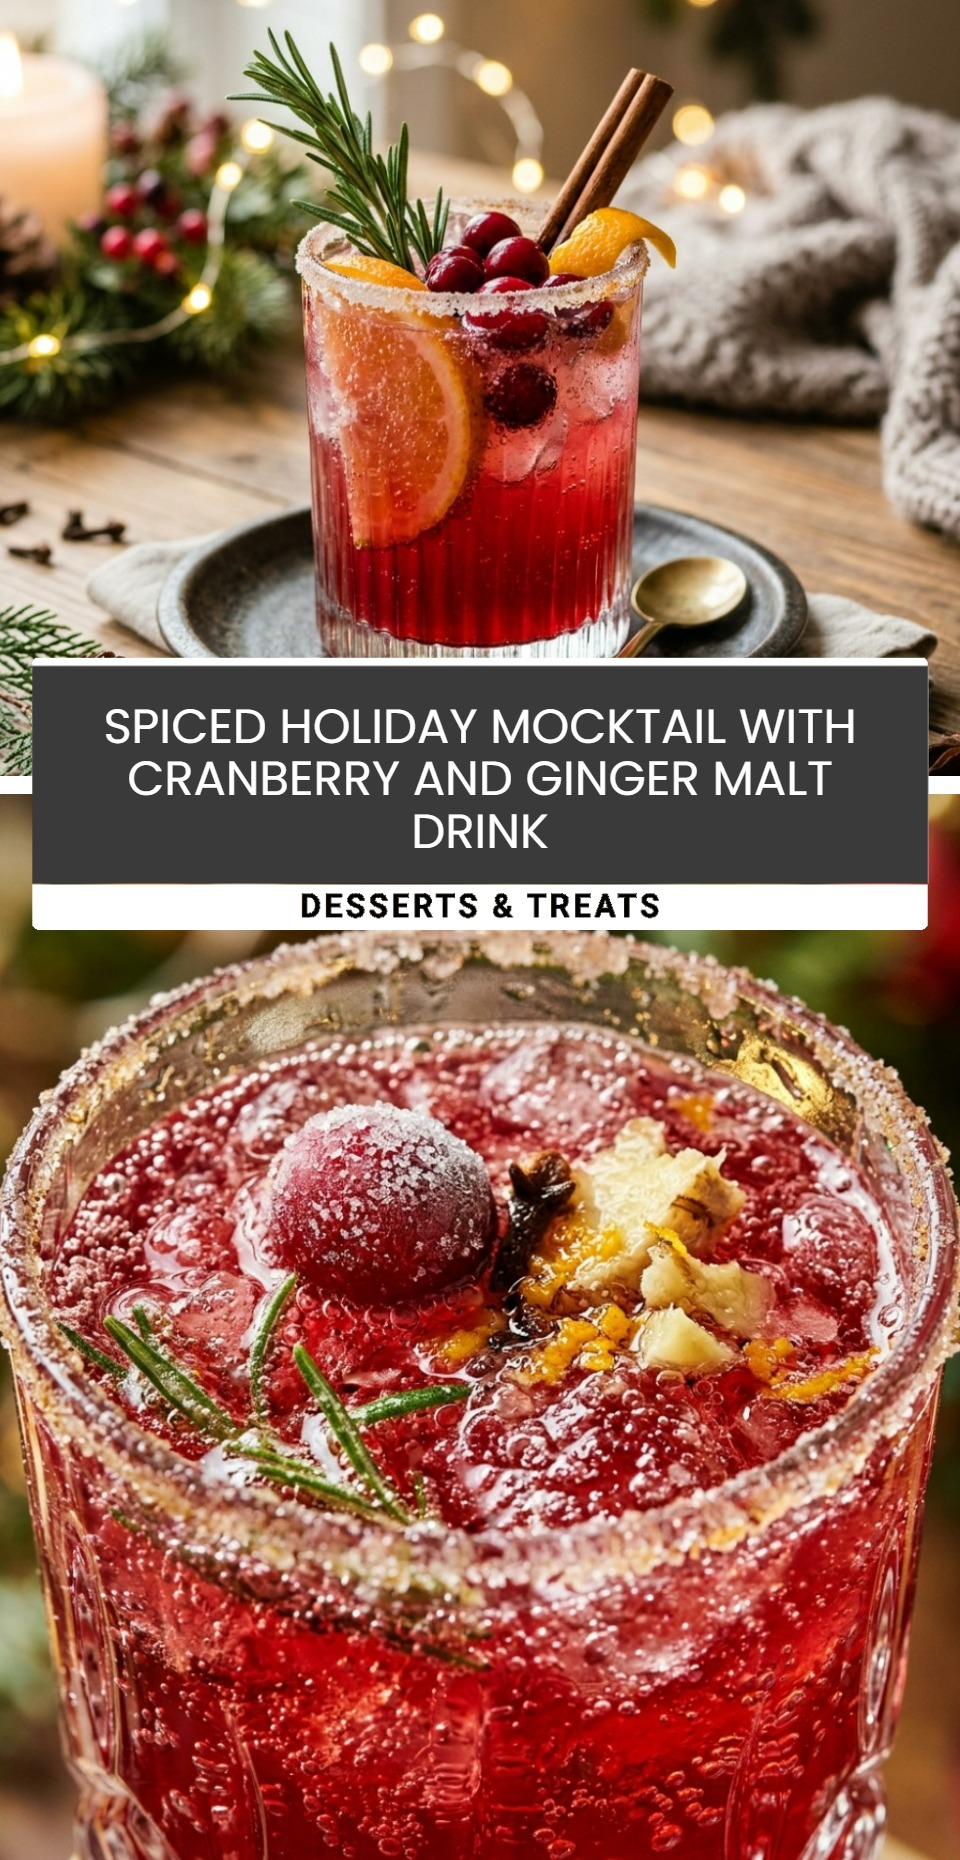 SPICED HOLIDAY MOCKTAIL WITH
CRANBERRY AND GINGER MALT
DRINK
DESSERTS & TREATS